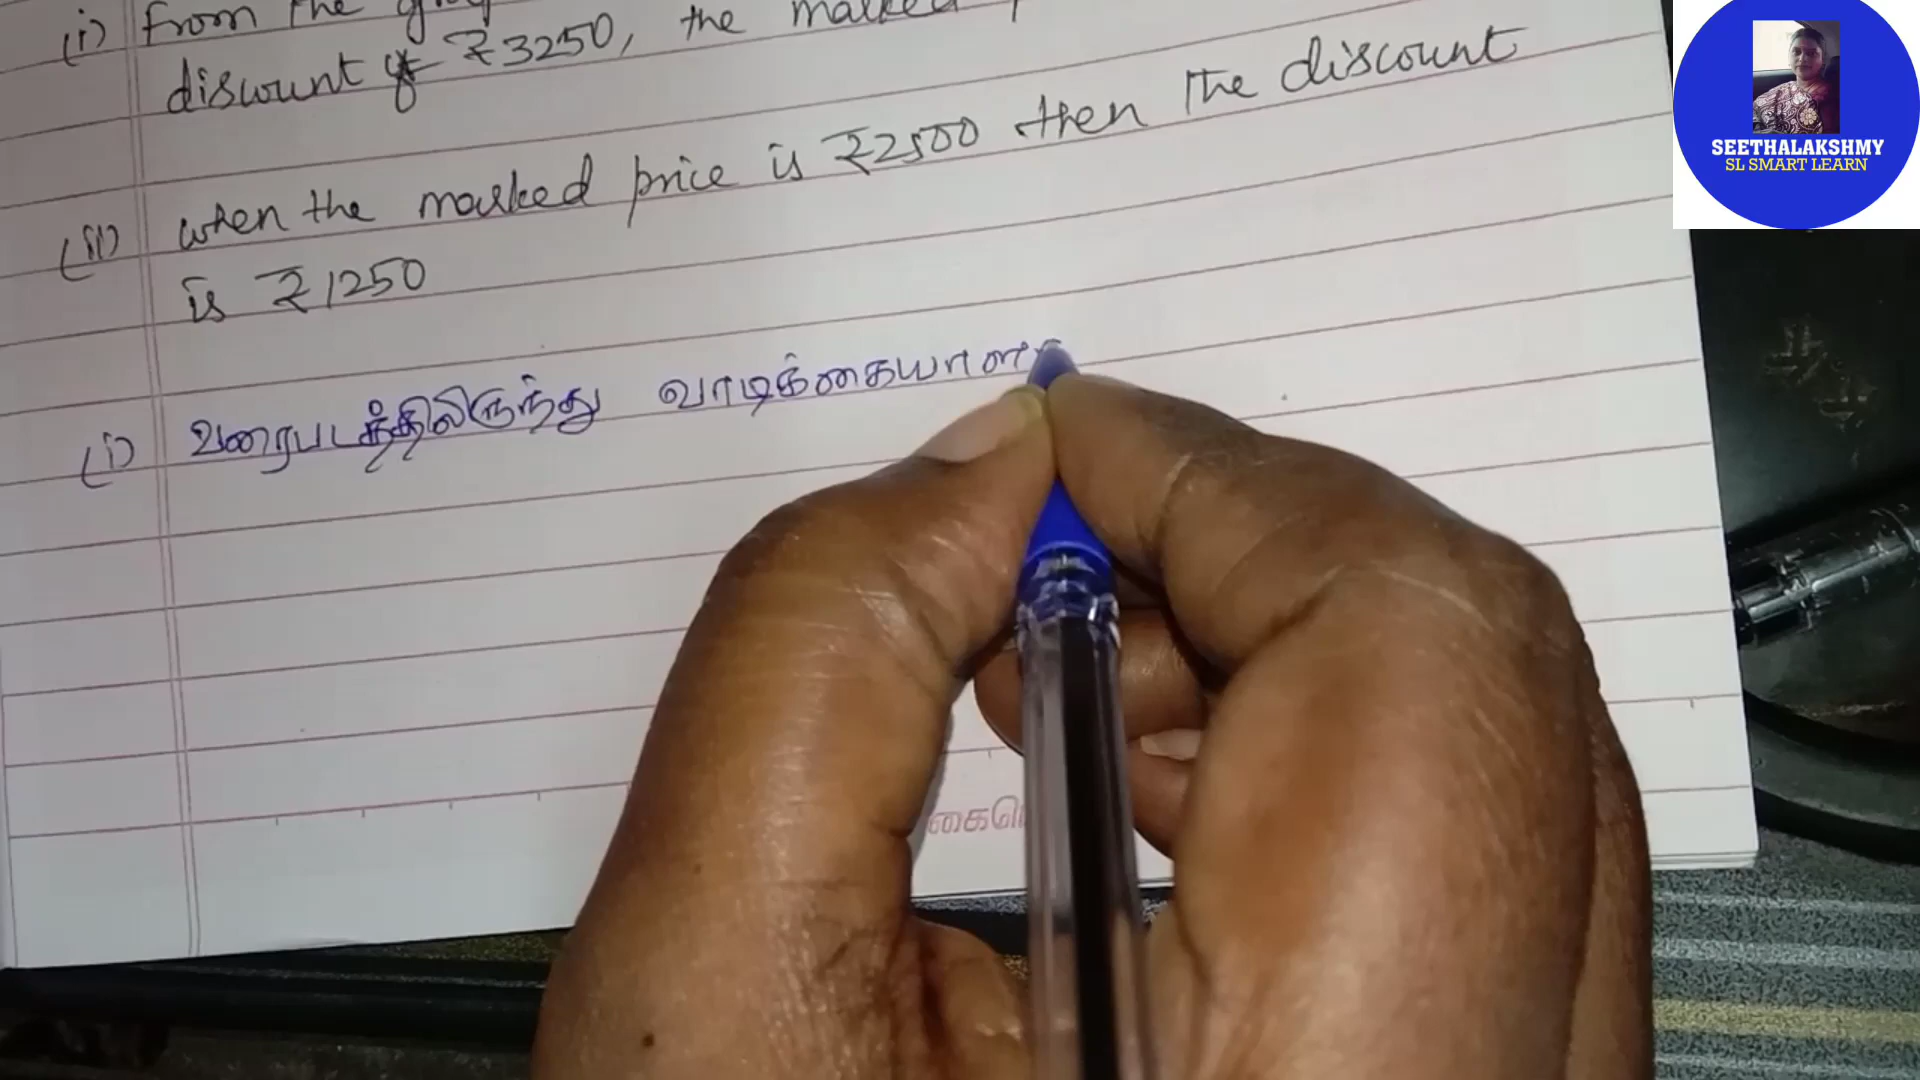 (i) From the
discount of ₹3250, the marked
(ii) when the marked price is ₹2500 then the discount
is ₹1250
(i) வரைபடத்திலிருந்து வாடிக்கையாள
கைபெ
SEETHALAKSHMY
SL SMART LEARN